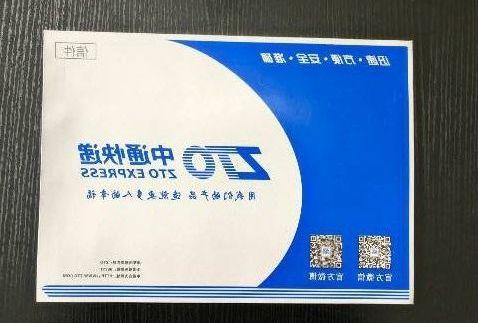 信件
迅捷·方便·安全·准确
ZTO
中通快递
ZTO EXPRESS
用我们的产品 造就更多人的幸福
官方微信
官方微博